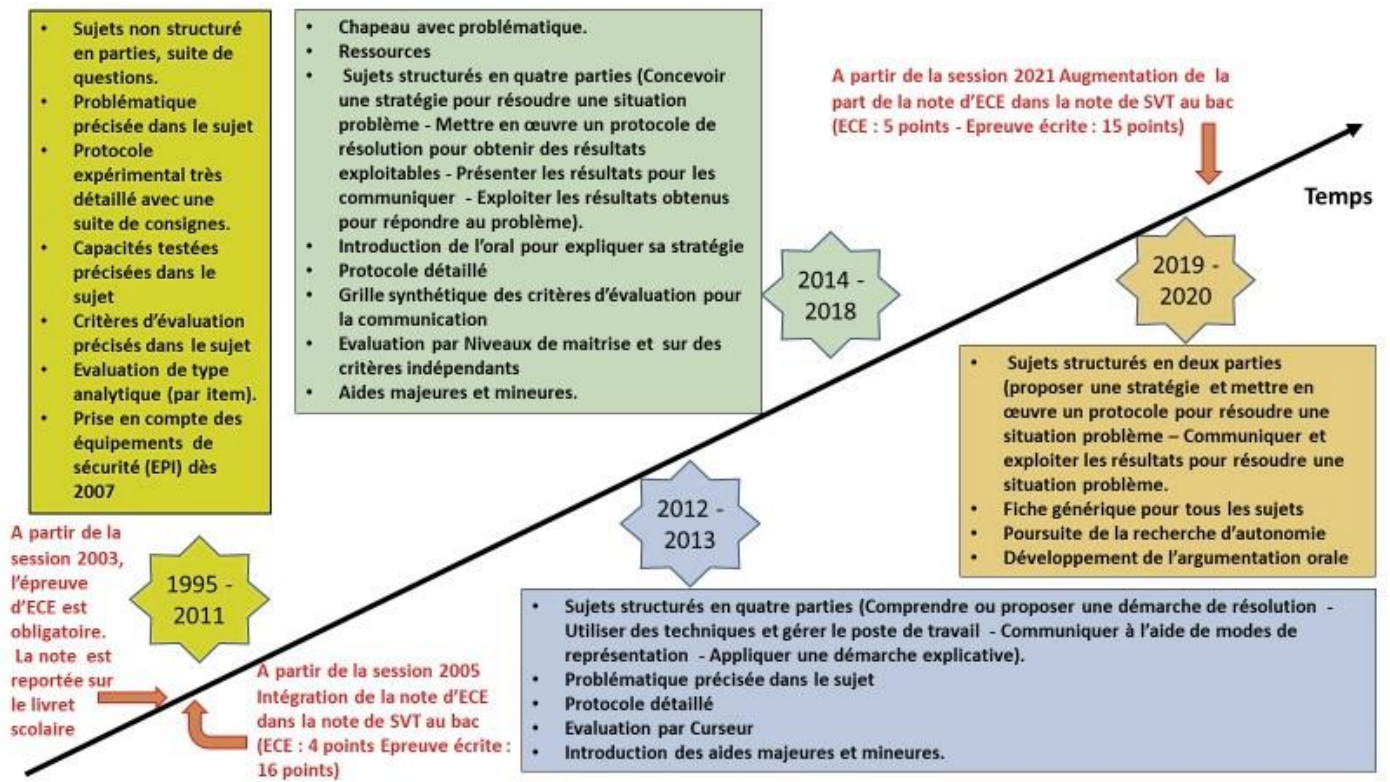 • Sujets non structuré
en parties, suite de
questions.
• Problématique
précisée dans le sujet
• Protocole
expérimental très
détaillé avec une
suite de consignes.
• Capacités testées
précisées dans le
sujet
• Critères d'évaluation
précisés dans le sujet
• Evaluation de type
analytique (par item).
• Prise en compte des
équipements de
sécurité (EPI) dès
2007
• Chapeau avec problématique.
• Ressources
• Sujets structurés en quatre parties (Concevoir
une stratégie pour résoudre une situation
problème - Mettre en œuvre un protocole de
résolution pour obtenir des résultats
exploitables - Présenter les résultats pour les
communiquer - Exploiter les résultats obtenus
pour répondre au problème).
• Introduction de l'oral pour expliquer sa stratégie
• Protocole détaillé
• Grille synthétique des critères d'évaluation pour
la communication
• Evaluation par Niveaux de maitrise et sur des
critères indépendants
• Aides majeures et mineures.
A partir de la session 2021 Augmentation de la
part de la note d'ECE dans la note de SVT au bac
(ECE : 5 points - Epreuve écrite : 15 points)
Temps
2014 -
2018
2019 -
2020
• Sujets structurés en deux parties
(proposer une stratégie et mettre en
œuvre un protocole pour résoudre une
situation problème – Communiquer et
exploiter les résultats pour résoudre une
situation problème.
• Fiche générique pour tous les sujets
• Poursuite de la recherche d'autonomie
• Développement de l'argumentation orale
2012 -
2013
• Sujets structurés en quatre parties (Comprendre ou proposer une démarche de résolution -
Utiliser des techniques et gérer le poste de travail - Communiquer à l'aide de modes de
représentation - Appliquer une démarche explicative).
• Problématique précisée dans le sujet
• Protocole détaillé
• Evaluation par Curseur
• Introduction des aides majeures et mineures.
A partir de la
session 2003,
l'épreuve
d'ECE est
obligatoire.
La note est
reportée sur
le livret
scolaire
1995 -
2011
A partir de la session 2005
Intégration de la note d'ECE
dans la note de SVT au bac
(ECE : 4 points Epreuve écrite :
16 points)